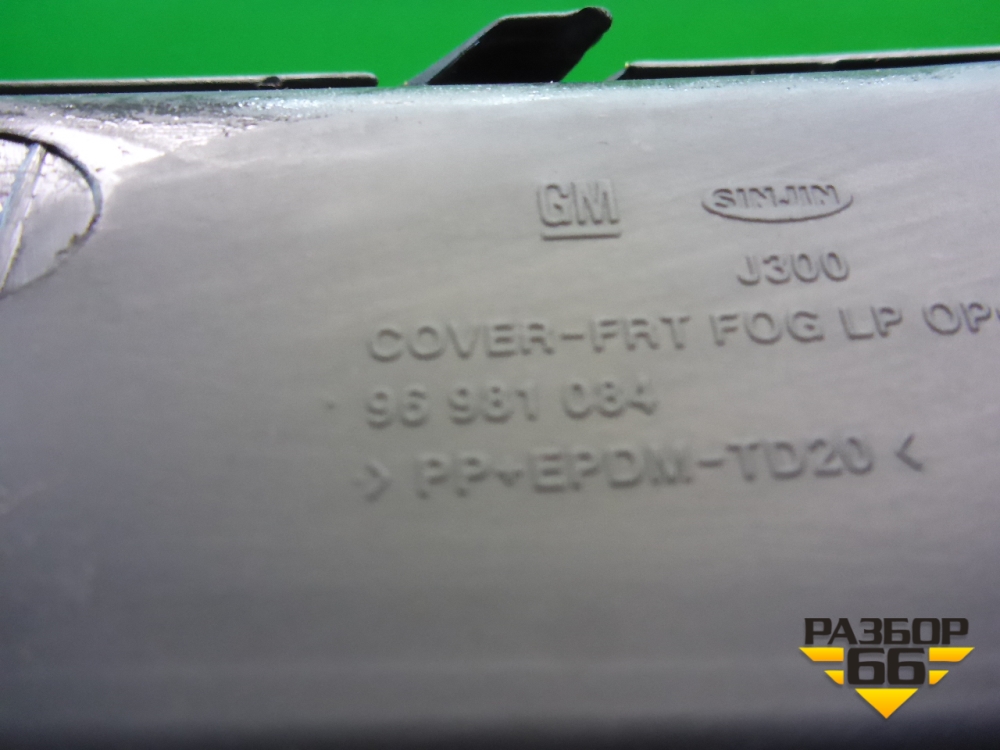 GM SINJIN
J300
COVER-FRT FOG LP
96 981 084
> PP+EPDM-TD20 <
РАЗБОР
66